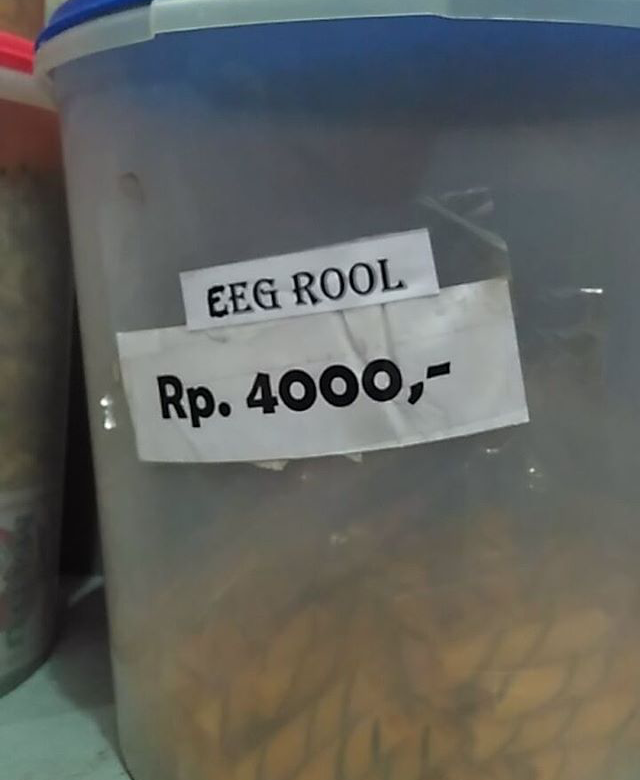 EEG ROOL
Rp. 4000,-